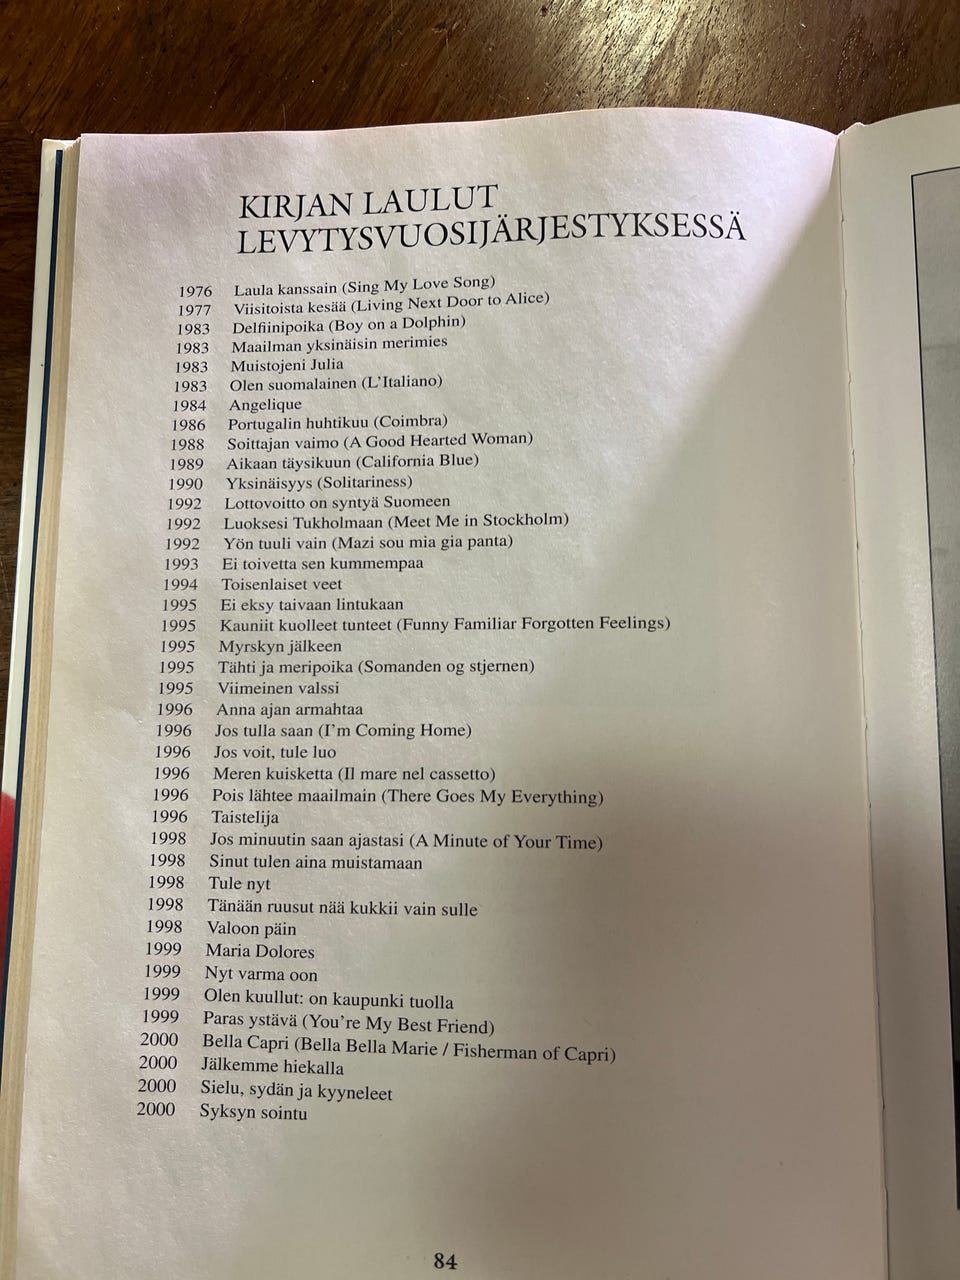 KIRJAN LAULUT
LEVYTYSVUOSIJÄRJESTYKSESSÄ
1976 Laula kanssain (Sing My Love Song)
1977 Viisitoista kesää (Living Next Door to Alice)
1983 Delfiinipoika (Boy on a Dolphin)
1983 Maailman yksinäisin merimies
1983 Muistojeni Julia
1983 Olen suomalainen (L'Italiano)
1984 Angelique
1986 Portugalin huhtikuu (Coimbra)
1988 Soittajan vaimo (A Good Hearted Woman)
1989 Aikaan täysikuun (California Blue)
1990 Yksinäisyys (Solitariness)
1992 Lottovoitto on syntyä Suomeen
1992 Luoksesi Tukholmaan (Meet Me in Stockholm)
1992 Yön tuuli vain (Mazi sou mia gia panta)
1993 Ei toivetta sen kummempaa
1994 Toisenlaiset veet
1995 Ei eksy taivaan lintukaan
1995 Kauniit kuolleet tunteet (Funny Familiar Forgotten Feelings)
1995 Myrskyn jälkeen
1995 Tähti ja meripoika (Somanden og stjernen)
1995 Viimeinen valssi
1996 Anna ajan armahtaa
1996 Jos tulla saan (I'm Coming Home)
1996 Jos voit, tule luo
1996 Meren kuisketta (Il mare nel cassetto)
1996 Pois lähtee maailmain (There Goes My Everything)
1996 Taistelija
1998 Jos minuutin saan ajastasi (A Minute of Your Time)
1998 Sinut tulen aina muistamaan
1998 Tule nyt
1998 Tänään ruusut nää kukkii vain sulle
1998 Valoon päin
1999 Maria Dolores
1999 Nyt varma oon
1999 Olen kuullut: on kaupunki tuolla
1999 Paras ystävä (You're My Best Friend)
2000 Bella Capri (Bella Bella Marie / Fisherman of Capri)
2000 Jälkemme hiekalla
2000 Sielu, sydän ja kyyneleet
2000 Syksyn sointu
84